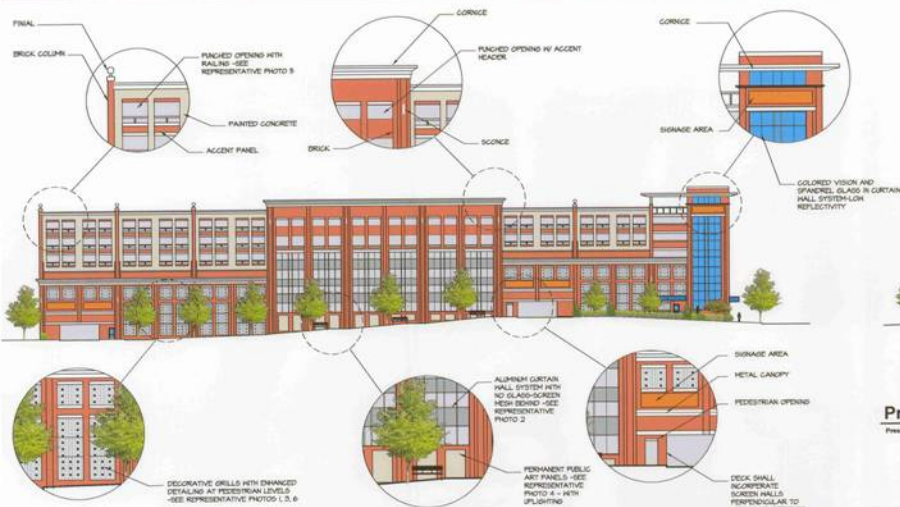 FINIAL
BRICK COLUMN
PUNCHED OPENING WITH
RAILING -SEE
REPRESENTATIVE PHOTO 5
PAINTED CONCRETE
ACCENT PANEL
CORNICE
PUNCHED OPENING W/ ACCENT
HEADER
SCONCE
BRICK
CORNICE
SIGNAGE AREA
COLORED VISION AND
SPANDREL GLASS IN CURTAIN
WALL SYSTEM-LOW
REFLECTIVITY
DECORATIVE GRILLS WITH ENHANCED
DETAILING AT PEDESTRIAN LEVELS
-SEE REPRESENTATIVE PHOTOS 1, 3, 6
ALUMINUM CURTAIN
WALL SYSTEM WITH
NO GLASS-SCREEN
MESH BEHIND -SEE
REPRESENTATIVE
PHOTO 2
PERMANENT PUBLIC
ART PANELS -SEE
REPRESENTATIVE
PHOTO 4 - WITH
UPLIGHTING
SIGNAGE AREA
METAL CANOPY
PEDESTRIAN OPENING
DECK SHALL
INCORPERATE
SCREEN WALLS
PERPENDICULAR TO
Pr